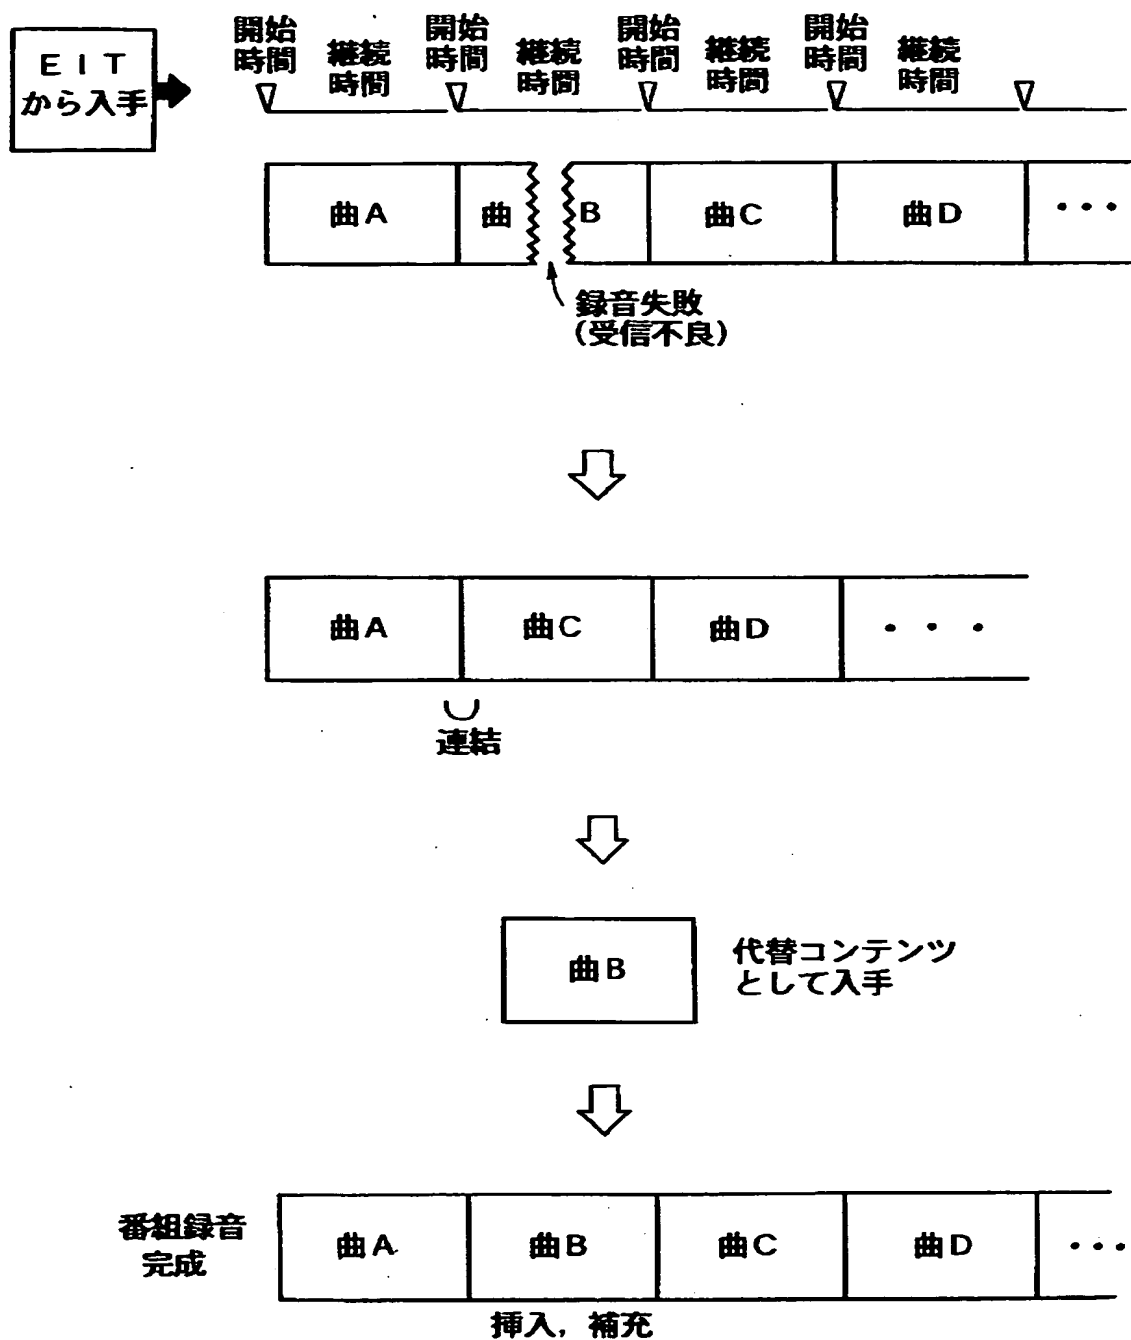 EIT
から入手
開始
時間
継続
時間
開始
時間
継続
時間
開始
時間
継続
時間
開始
時間
継続
時間
曲A
曲 B
曲C
曲D
・・・
録音失敗
(受信不良)
曲A
曲C
曲D
・・・
連結
曲B
代替コンテンツ
として入手
番組録音
完成
曲A
曲B
曲C
曲D
・・・
挿入, 補充